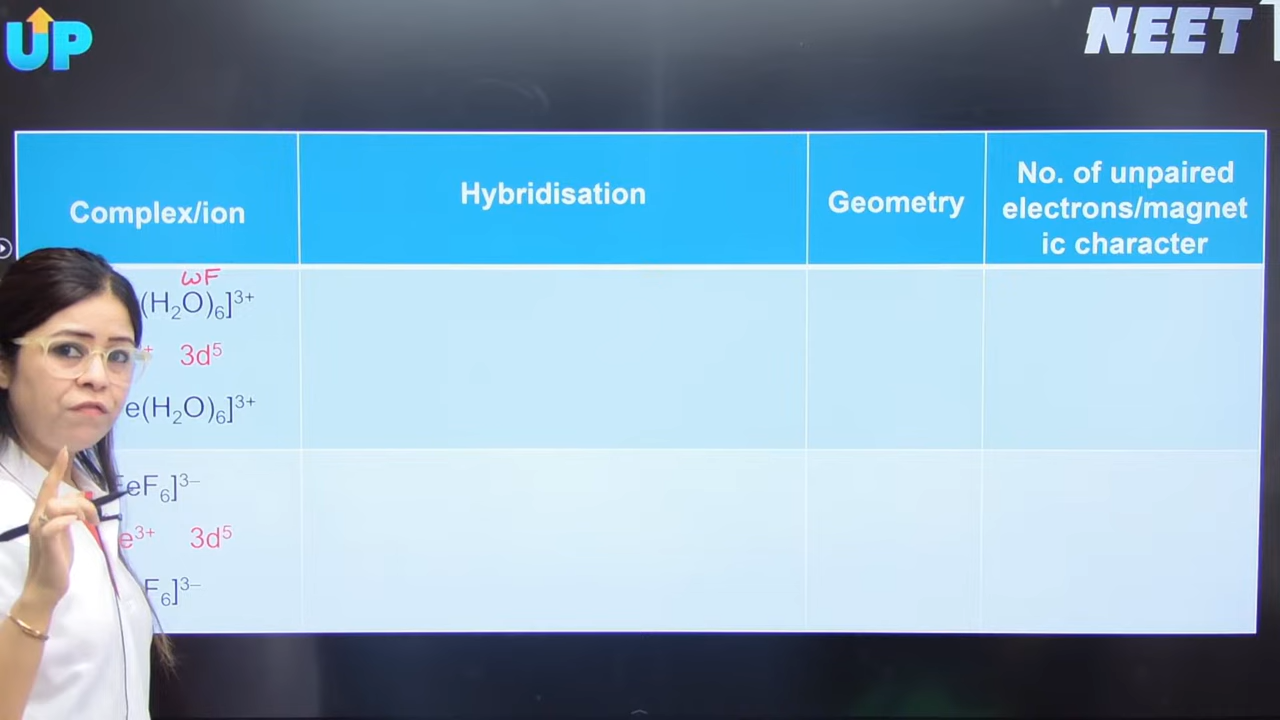 UP
NEET
Complex/ion
Hybridisation
Geometry
No. of unpaired
electrons/magnet
ic character
WF
(H₂O)₆]³⁺
⁺ 3d⁵
e(H₂O)₆]³⁺
eF₆]³⁻
e³⁺ 3d⁵
F₆]³⁻